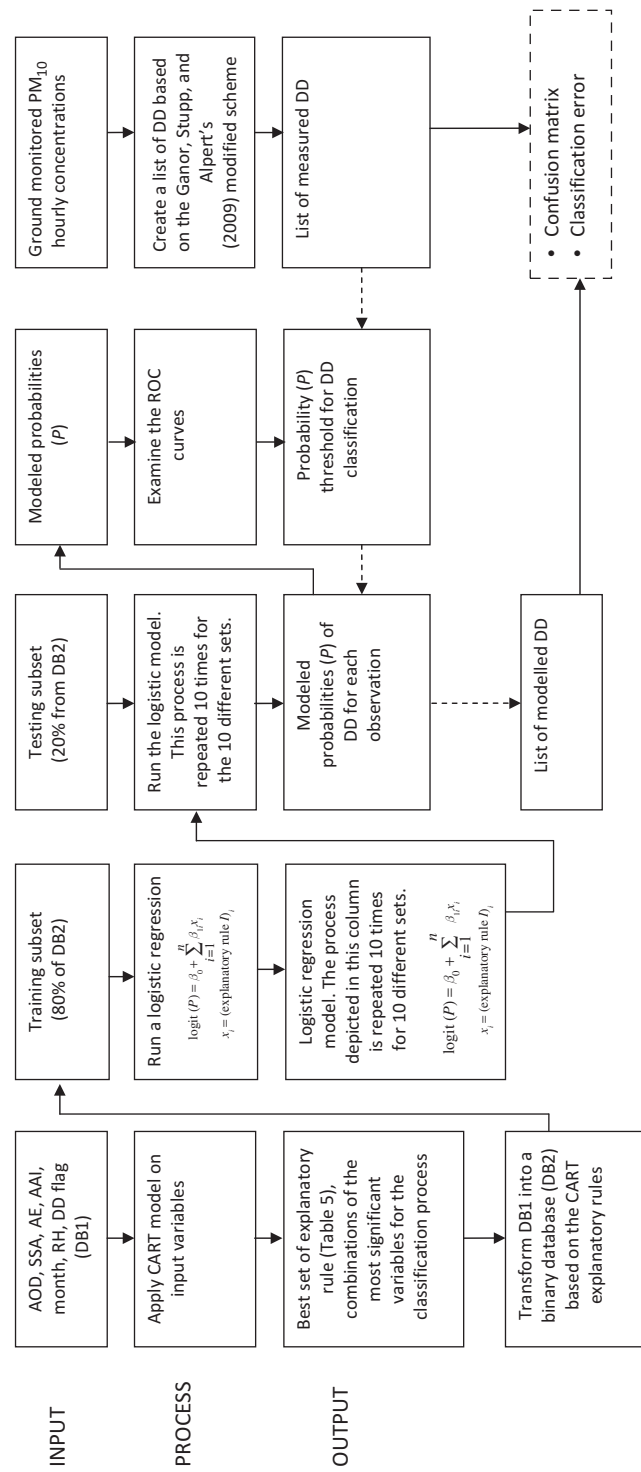 INPUT
PROCESS
OUTPUT
AOD, SSA, AE, AAI,
month, RH, DD flag
(DB1)
Apply CART model on
input variables
Best set of explanatory
rule (Table 5),
combinations of the
most significant
variables for the
classification process
Transform DB1 into a
binary database (DB2)
based on the CART
explanatory rules
Training subset
(80% of DB2)
Run a logistic regression
logit (P) = β0 + ∑ β1i xi
n
i=1
xi = (explanatory rule I)i
Logistic regression
model. The process
depicted in this column
is repeated 10 times
for 10 different sets.
logit (P) = β0 + ∑ β1i xi
n
i=1
xi = (explanatory rule I)i
Testing subset
(20% from DB2)
Run the logistic model.
This process is
repeated 10 times for
the 10 different sets.
Modeled
probabilities (P) of
DD for each
observation
List of modelled DD
Modeled probabilities
(P)
Examine the ROC
curves
Probability (P)
threshold for DD
classification
Ground monitored PM10
hourly concentrations
Create a list of DD based
on the Ganor, Stupp, and
Alpert's
(2009) modified scheme
List of measured DD
• Confusion matrix
• Classification error